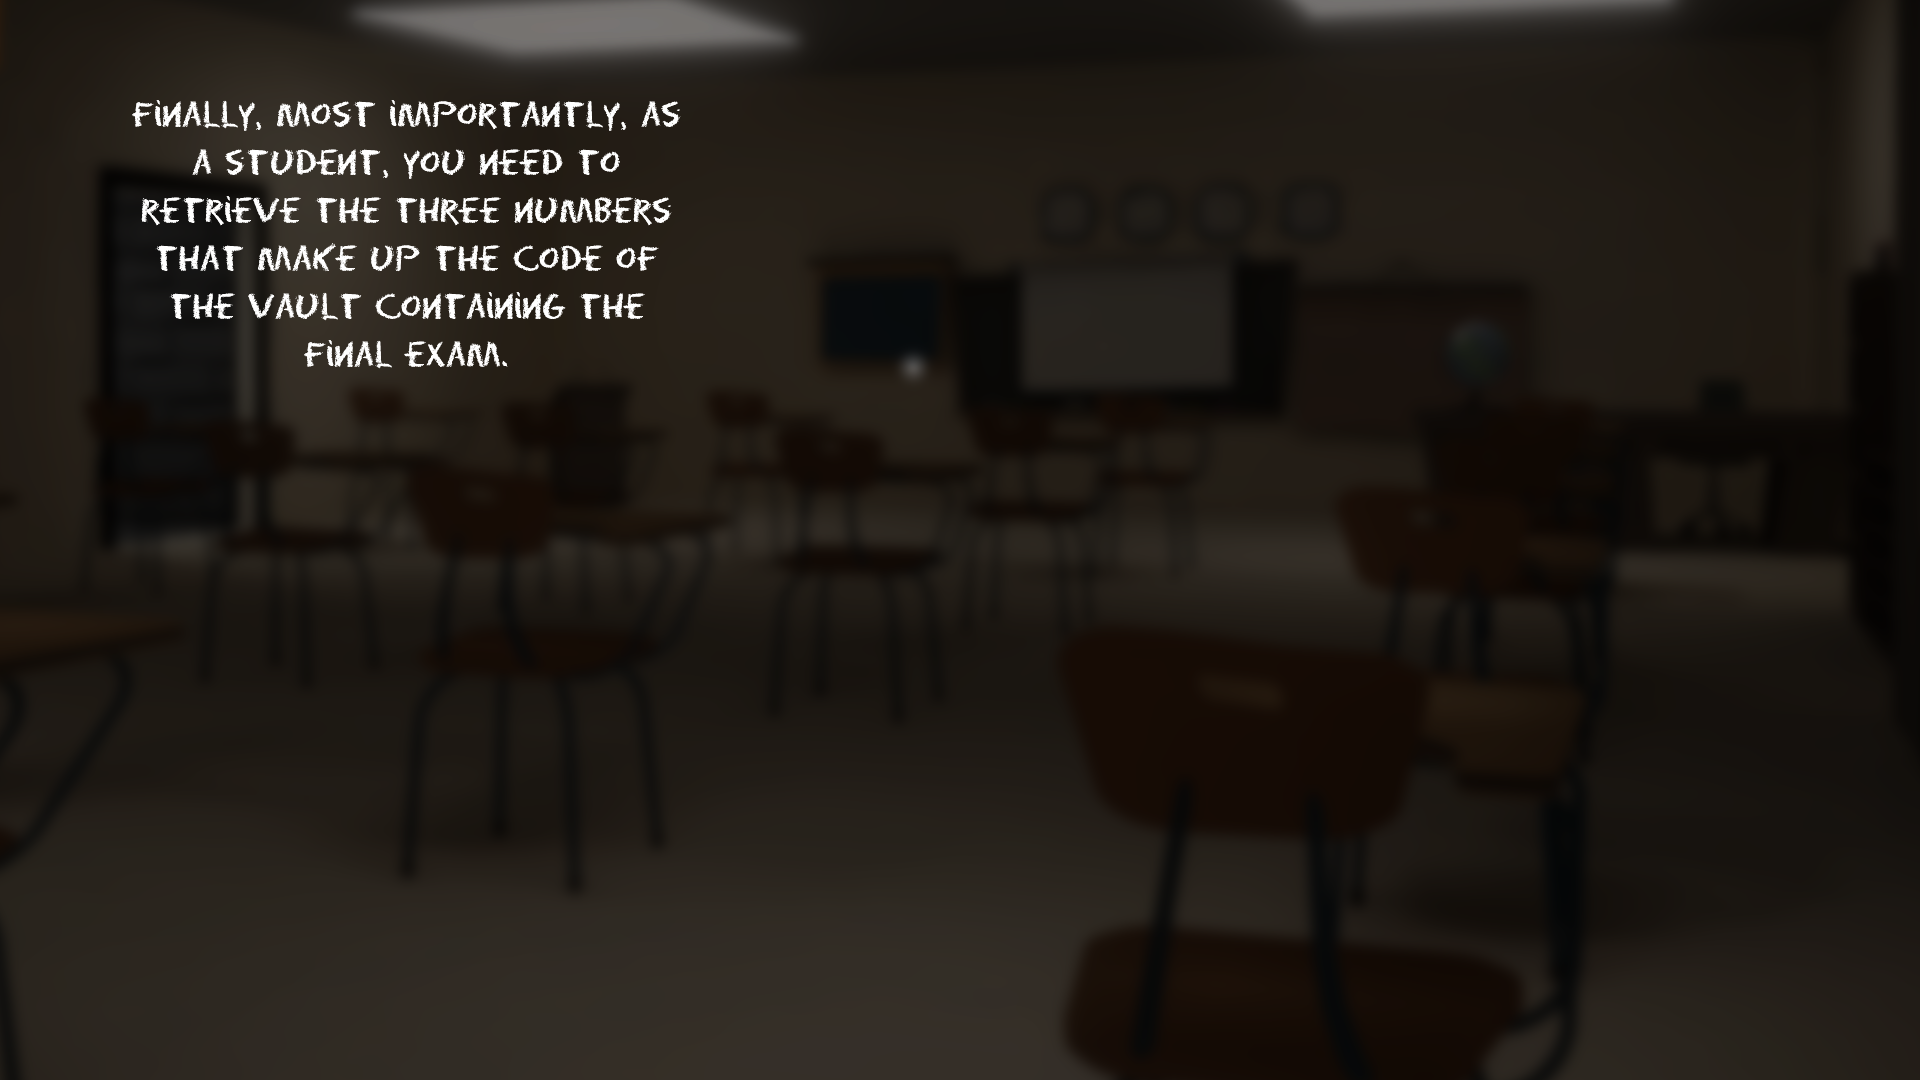 FINALLY, MOST IMPORTANTLY, AS
A STUDENT, YOU NEED TO
RETRIEVE THE THREE NUMBERS
THAT MAKE UP THE CODE OF
THE VAULT CONTAINING THE
FINAL EXAM.